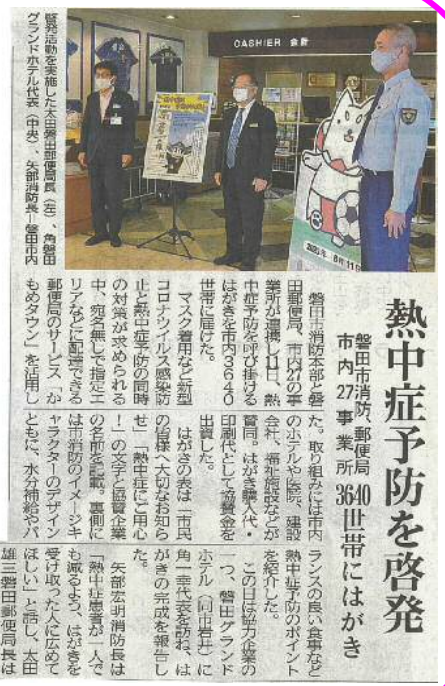 CASHIER 会計
啓発活動を実施した太田磐田郵便局長（左）、角磐田
グランドホテル代表（中央）、矢部消防長＝磐田市内
熱中症予防を啓発
磐田市消防、郵便局
市内27事業所
3640世帯にはがき
磐田市消防本部と磐
田郵便局、市内27の事
業所が連携し11日、熱
中症予防を呼び掛ける
はがきを市内3640
世帯に届けた。
マスク着用など新型
コロナウイルス感染防
止と熱中症予防の同時
の対策が求められる
中、宛名無しで指定エ
リアなどに配達できる
郵便局のサービス「か
もめタウン」を活用し
た。取り組みには市内
のホテルや医院、建設
会社、福祉施設などが
賛同。はがき購入代・
印刷代として協賛金を
出資した。
はがきの表は「市民
の皆様へ大切なお知ら
せ」「熱中症にご用心
！」の文字と協賛企業
の名前を記載。裏側に
は市消防のイメージキ
ャラクターのデザイン
とともに、水分補給やバ
ランスの良い食事など
熱中症予防のポイント
を紹介した。
この日は協力企業の
一つ、磐田グランド
ホテル（同市岩井）に
角一幸代表を訪ね、は
がきの完成を報告し
た。
矢部宏明消防長は
「熱中症患者が一人で
も減るよう、はがきを
受け取った人に広めて
ほしい」と話し、太田
雄三磐田郵便局長は